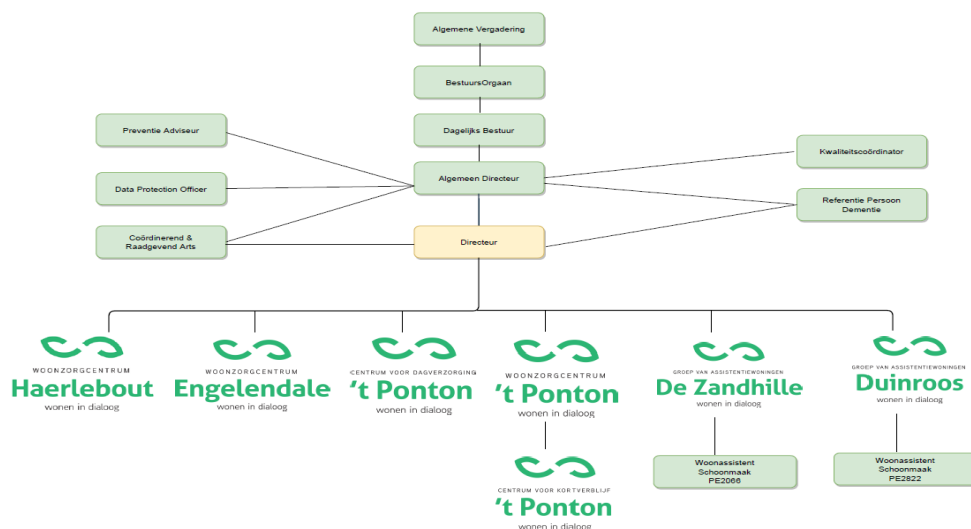 Algemene Vergadering
BestuursOrgaan
Dagelijks Bestuur
Preventie Adviseur
Kwaliteitscoördinator
Algemeen Directeur
Data Protection Officer
Referentie Persoon
Dementie
Coördinerend &
Raadgevend Arts
Directeur
WOONZORGCENTRUM
Haerlebout
wonen in dialoog
WOONZORGCENTRUM
Engelendale
wonen in dialoog
CENTRUM VOOR DAGVERZORGING
't Ponton
wonen in dialoog
WOONZORGCENTRUM
't Ponton
wonen in dialoog
GROEP VAN ASSISTENTIEWONINGEN
De Zandhille
wonen in dialoog
GROEP VAN ASSISTENTIEWONINGEN
Duinroos
wonen in dialoog
CENTRUM VOOR KORTVERBLIJF
't Ponton
wonen in dialoog
Woonassistent
Schoonmaak
PE2066
Woonassistent
Schoonmaak
PE2822